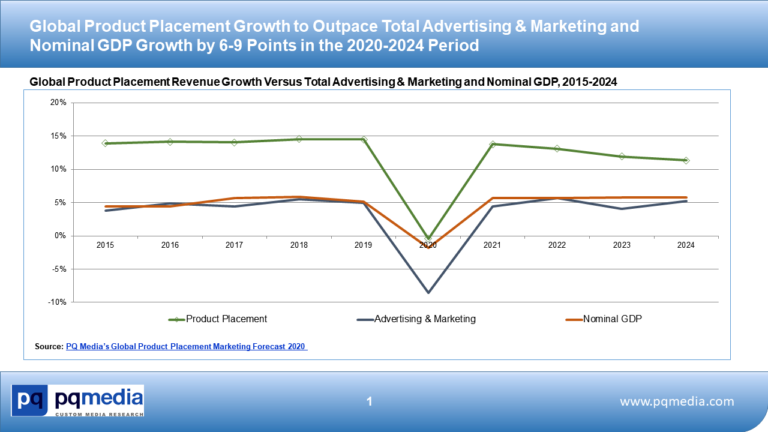 Global Product Placement Growth to Outpace Total Advertising & Marketing and
Nominal GDP Growth by 6-9 Points in the 2020-2024 Period
Global Product Placement Revenue Growth Versus Total Advertising & Marketing and Nominal GDP, 2015-2024
20%
15%
10%
5%
0%
2015 2016 2017 2018 2019 2020 2021 2022 2023 2024
-5%
-10%
Product Placement Advertising & Marketing Nominal GDP
Source: PQ Media's Global Product Placement Marketing Forecast 2020
pq pqmedia
CUSTOM MEDIA RESEARCH
1
www.pqmedia.com